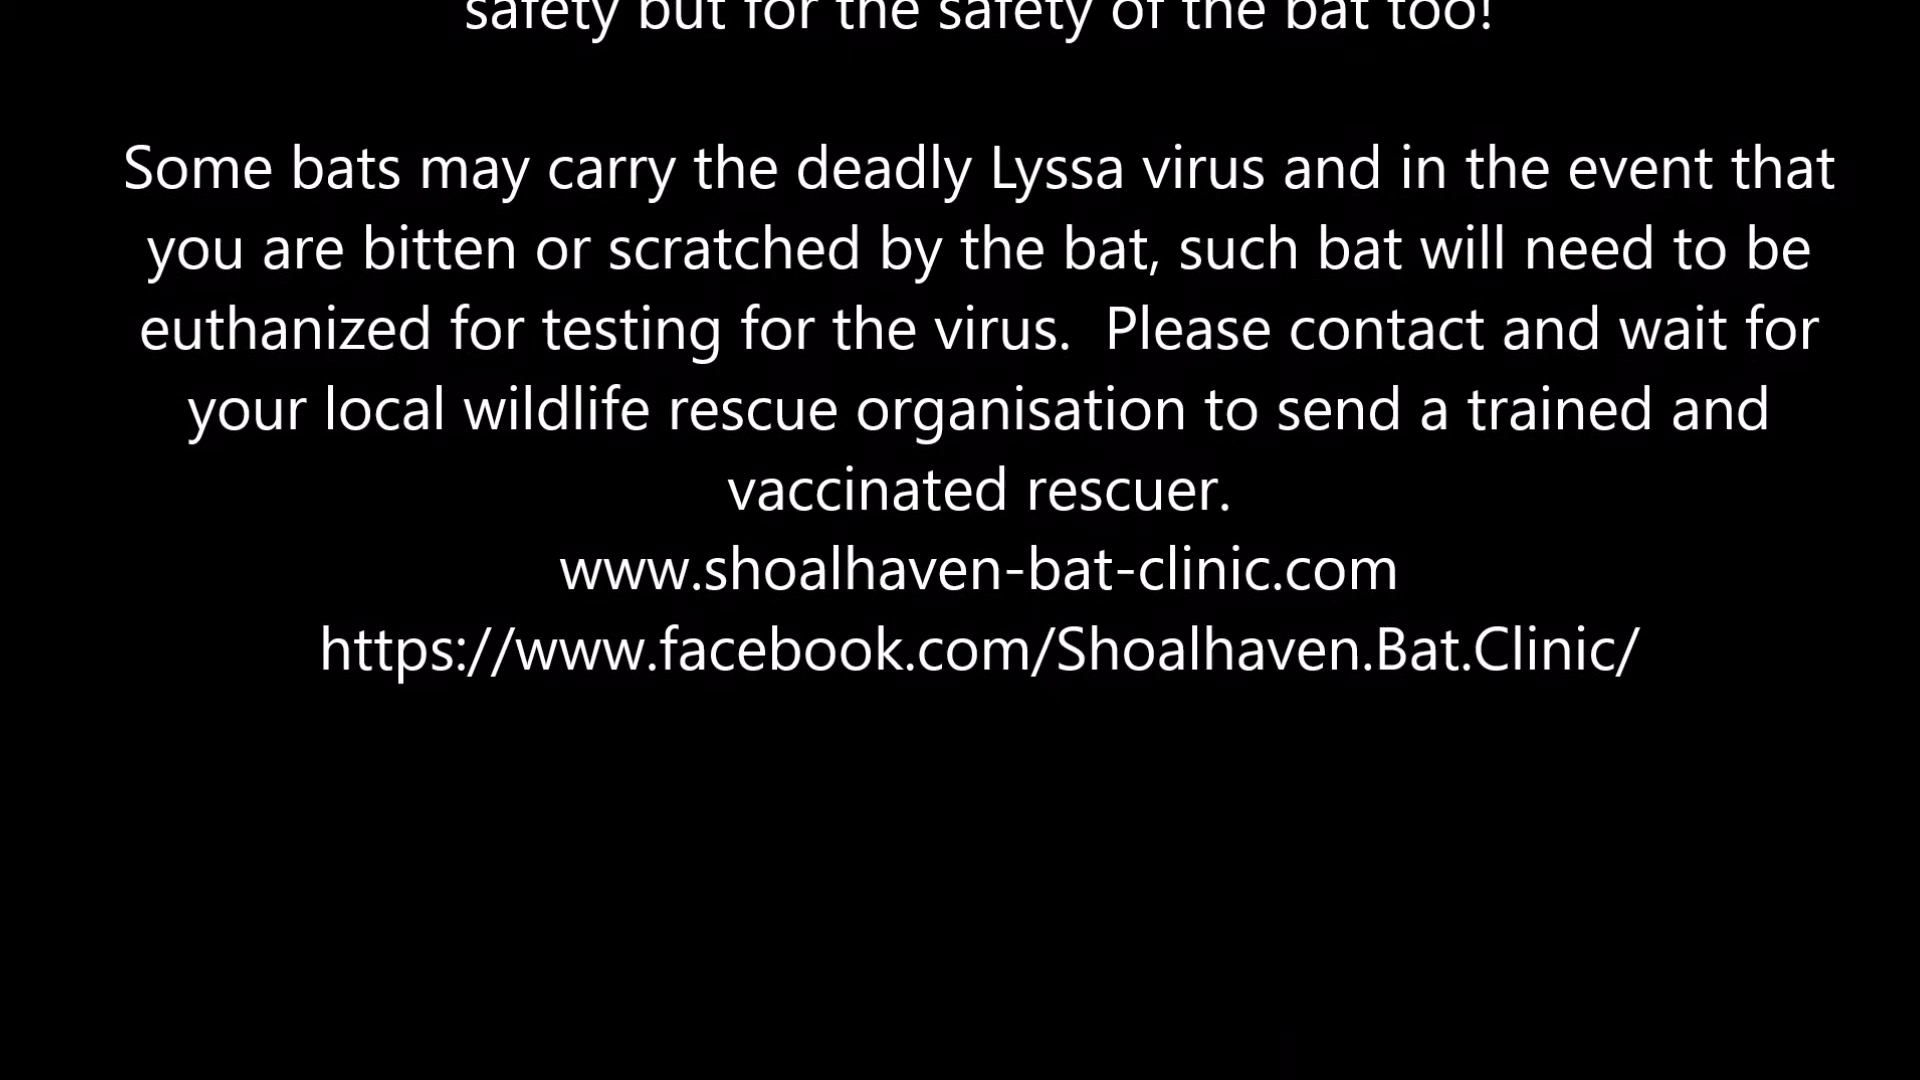 safety but for the safety of the bat too!
Some bats may carry the deadly Lyssa virus and in the event that
you are bitten or scratched by the bat, such bat will need to be
euthanized for testing for the virus.  Please contact and wait for
your local wildlife rescue organisation to send a trained and
vaccinated rescuer.
www.shoalhaven-bat-clinic.com
https://www.facebook.com/Shoalhaven.Bat.Clinic/